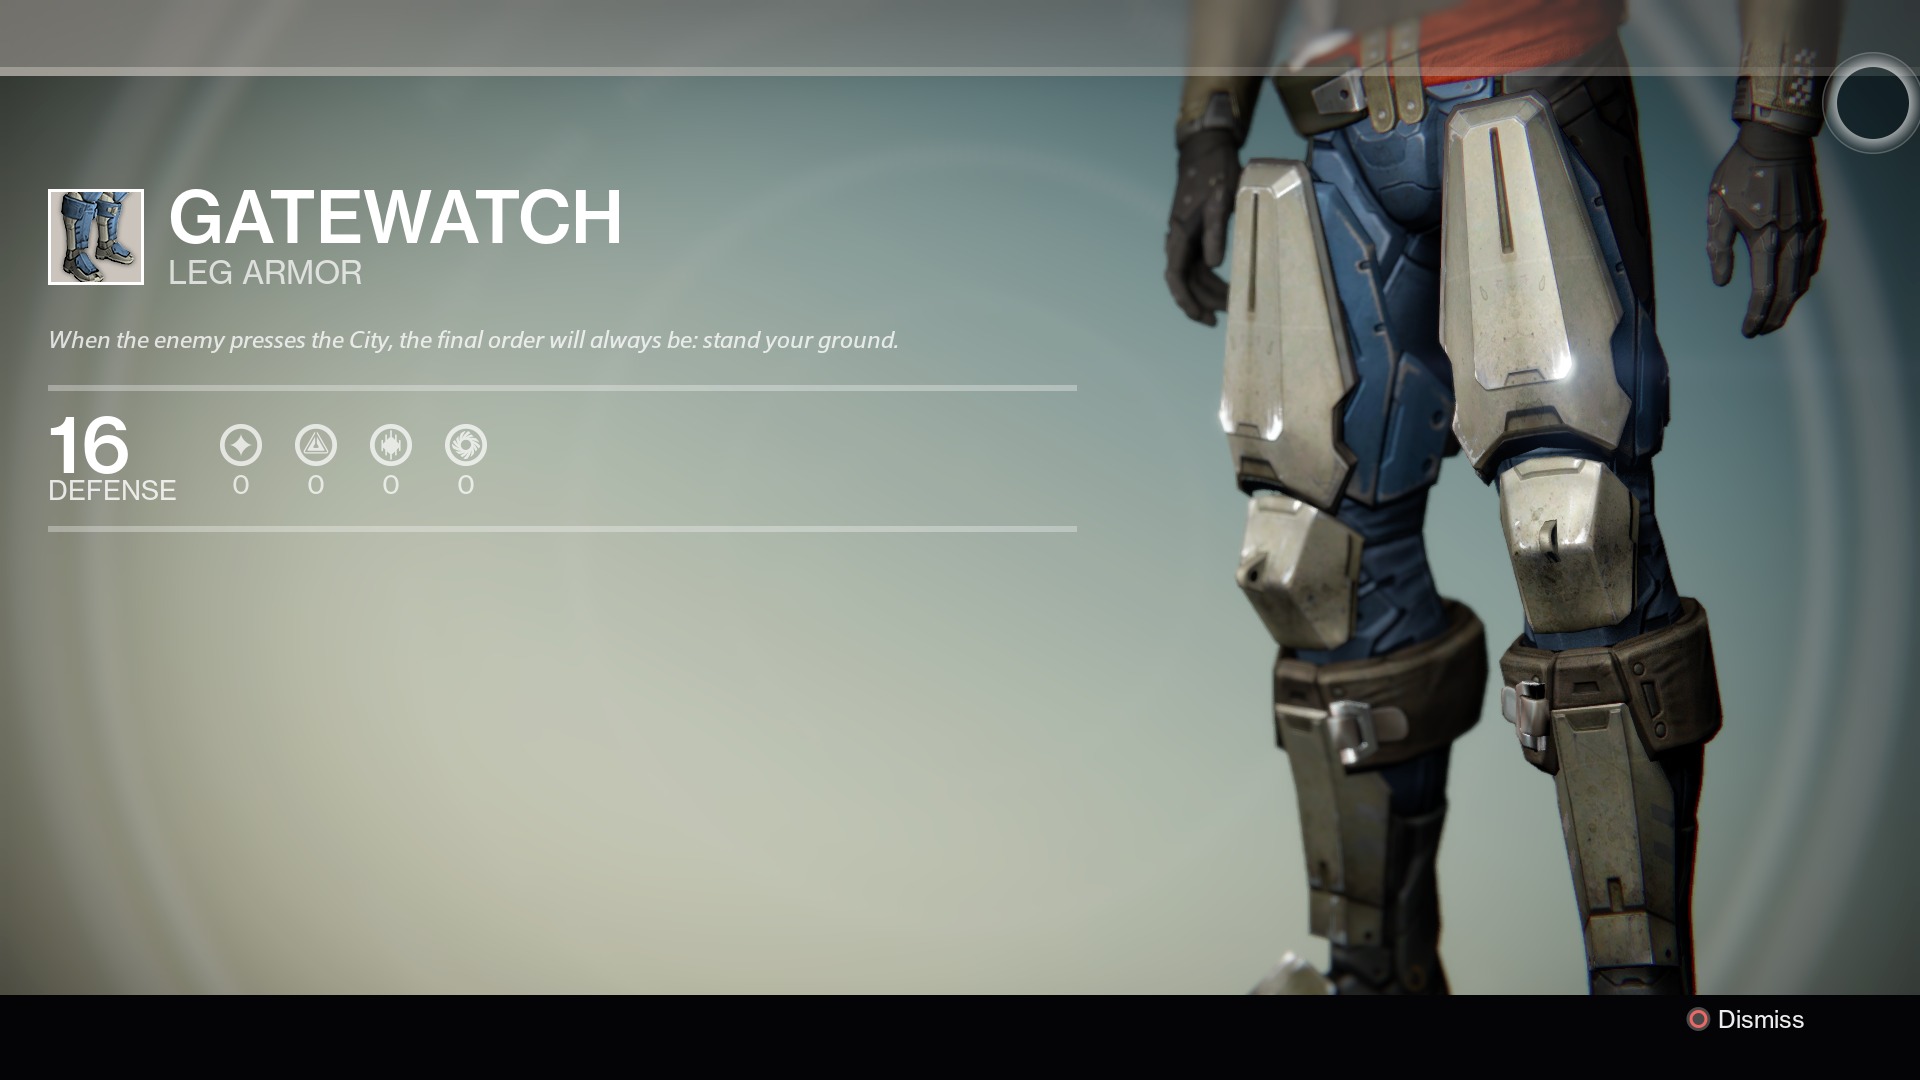 GATEWATCH
LEG ARMOR
When the enemy presses the City, the final order will always be: stand your ground.
16
DEFENSE
0 0 0 0
Dismiss